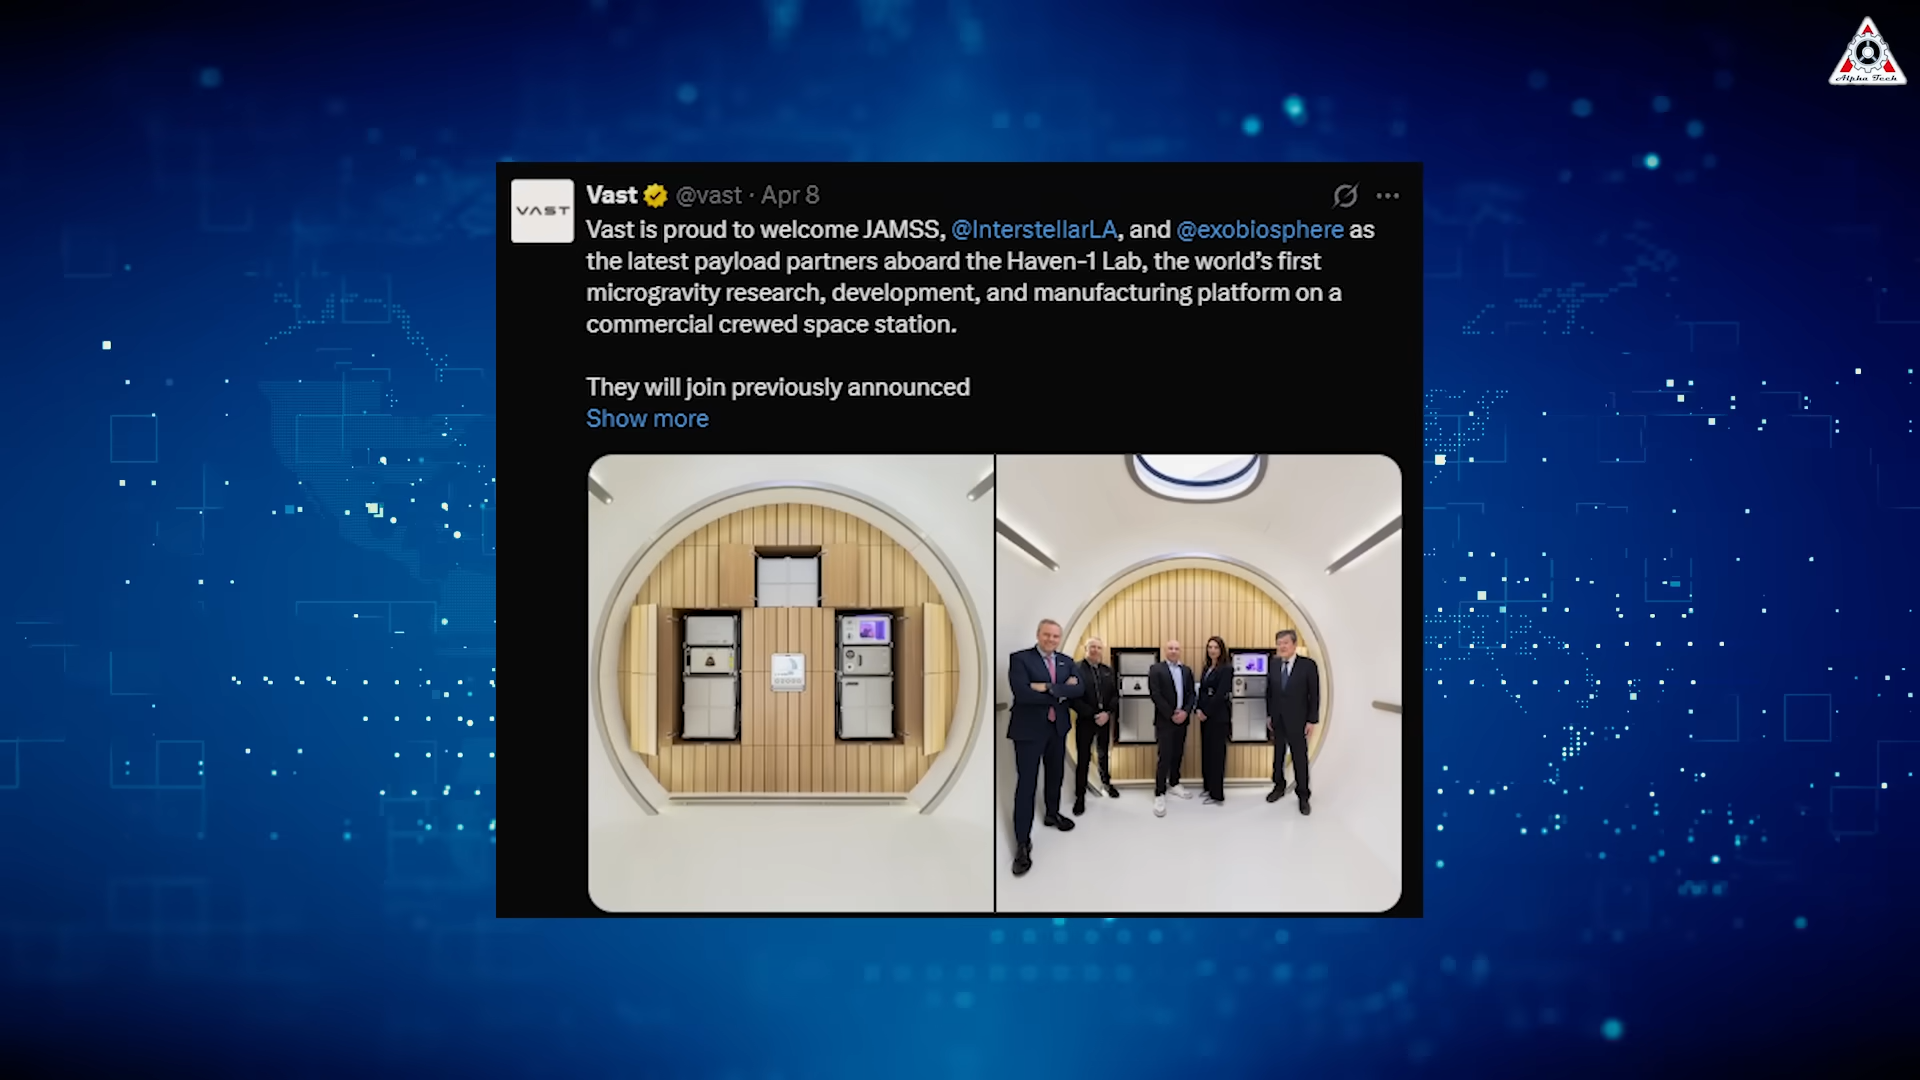 Alpha Tech
VAST
Vast @vast · Apr 8
Vast is proud to welcome JAMSS, @InterstellarLA, and @exobiosphere as
the latest payload partners aboard the Haven-1 Lab, the world’s first
microgravity research, development, and manufacturing platform on a
commercial crewed space station.
They will join previously announced
Show more